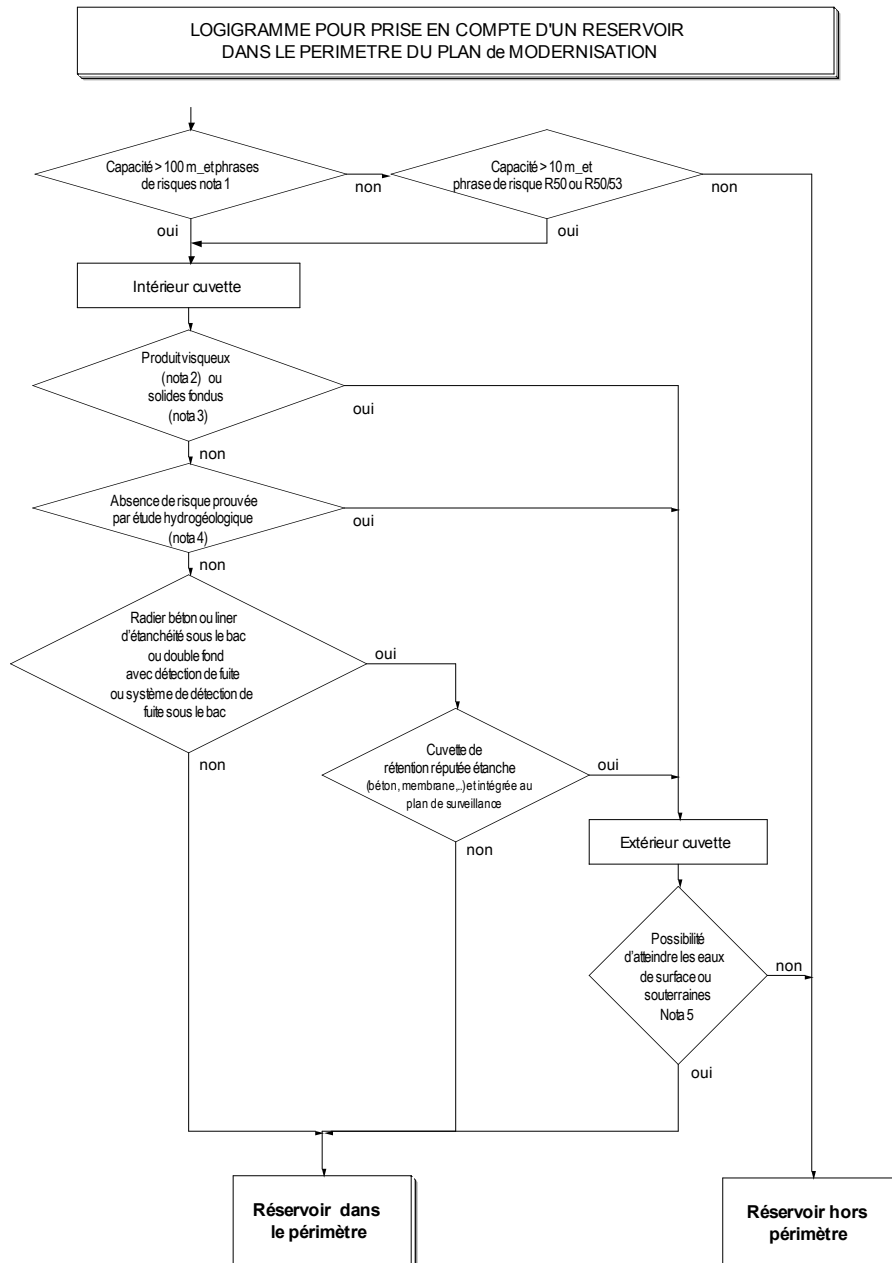 LOGIGRAMME POUR PRISE EN COMPTE D'UN RESERVOIR
DANS LE PERIMETRE DU PLAN de MODERNISATION
Capacité > 100 m_et phrases
de risques nota 1
non
oui
Capacité > 10 m_et
phrase de risque R50 ou R50/53
non
oui
Intérieur cuvette
Produit visqueux
(nota 2) ou
solides fondus
(nota 3)
oui
non
Absence de risque prouvée
par étude hydrogéologique
(nota 4)
oui
non
Radier béton ou liner
d'étanchéité sous le bac
ou double fond
avec détection de fuite
ou système de détection de
fuite sous le bac
oui
non
Cuvette de
rétention réputée étanche
(béton, membrane,..) et intégrée au
plan de surveillance
oui
non
Extérieur cuvette
Possibilité
d'atteindre les eaux
de surface ou
souterraines
Nota 5
non
oui
Réservoir dans
le périmètre
Réservoir hors
périmètre